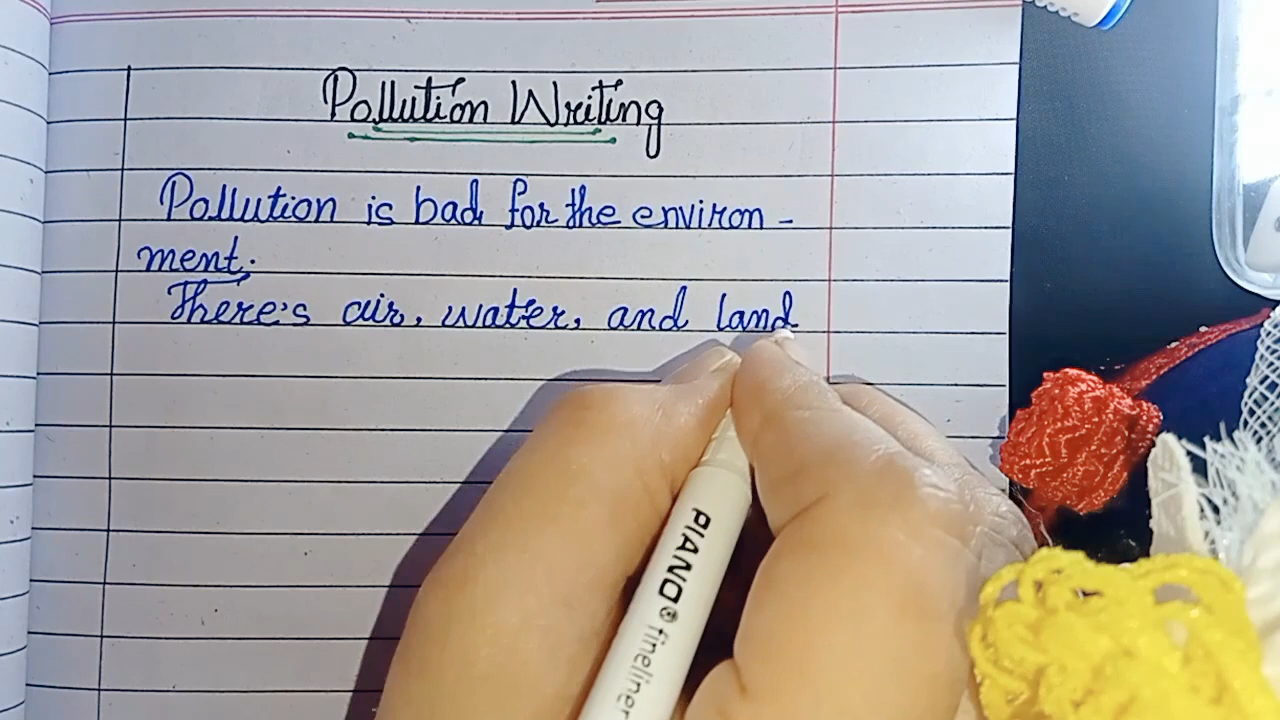 Pollution Writing
Pollution is bad for the environ-
ment.
There's air, water, and land
PIANO® fineliner